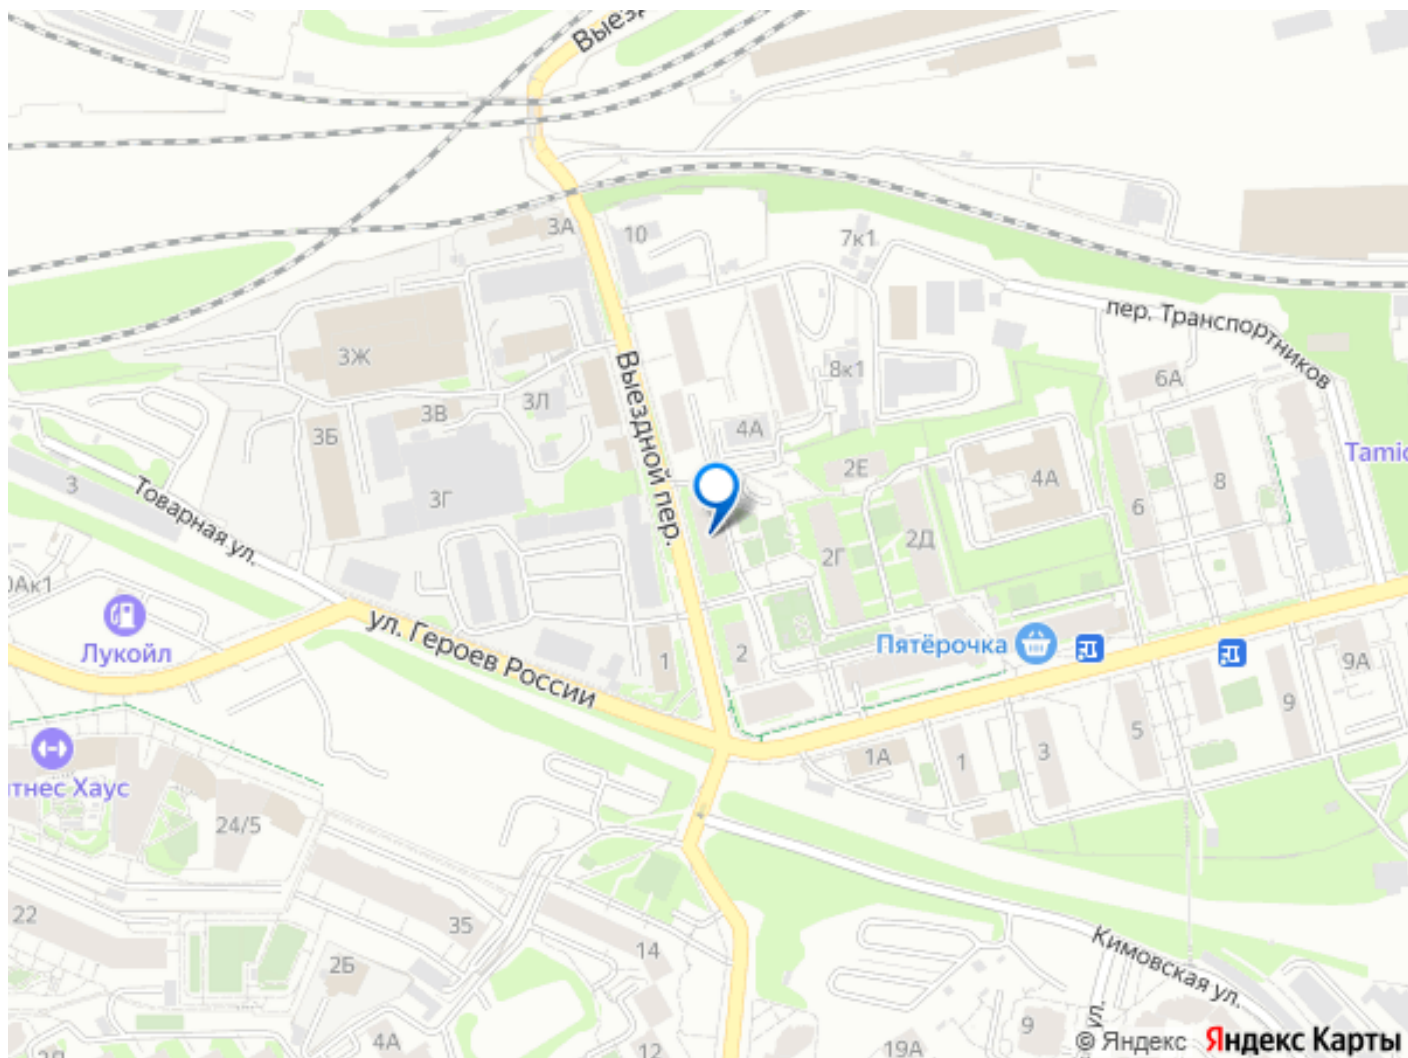 Выезд
3А
10
7к1
пер. Транспортников
3Ж
Выездной пер.
8к1
6А
3В
3Л
3Б
4А
Tamic
2Е
4А
8
6
3
Товарная ул.
3Г
2Г
2Д
0Ак1
Лукойл
ул. Героев России
1
2
Пятёрочка
9А
9
5
3
1
1А
тнес Хаус
24/5
22
35
14
2Б
Кимовская ул.
ул.
9
4А
12
19А
© Яндекс Яндекс Карты